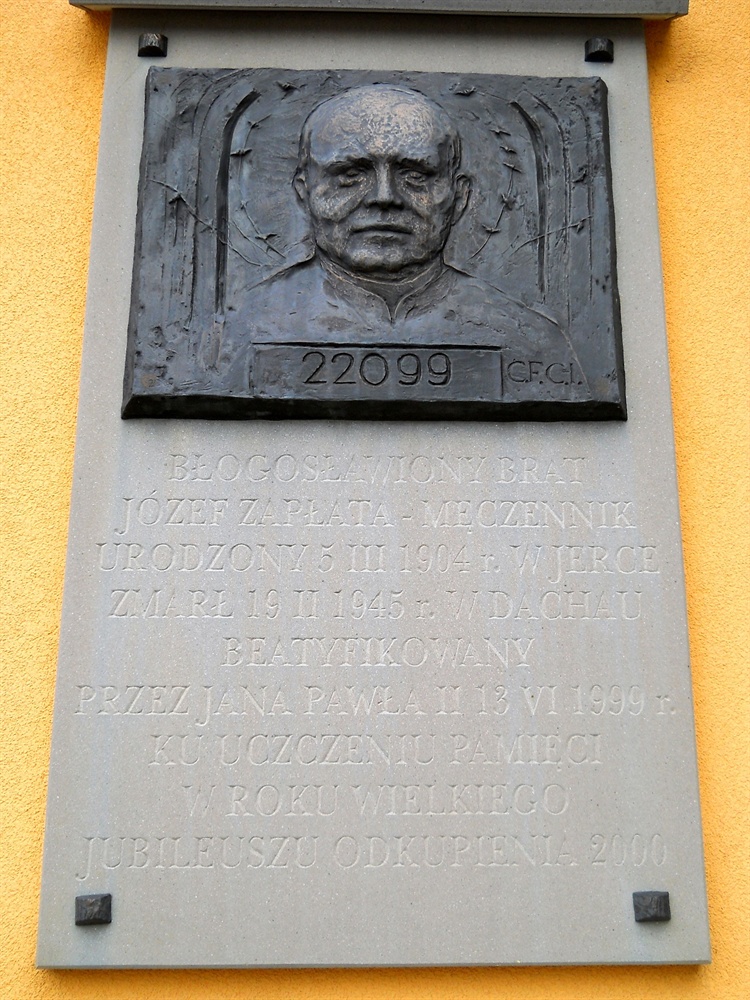 22099
C.F.C.I.
BŁOGOSŁAWIONY BRAT
JÓZEF ZAPŁATA - MĘCZENNIK
URODZONY 5 III 1904 r. W JERCE
ZMARŁ 19 II 1945 r. W DACHAU
BEATYFIKOWANY
PRZEZ JANA PAWŁA II 13 VI 1999 r.
KU UCZCZENIU PAMIĘCI
W ROKU WIELKIEGO
JUBILEUSZU ODKUPIENIA 2000